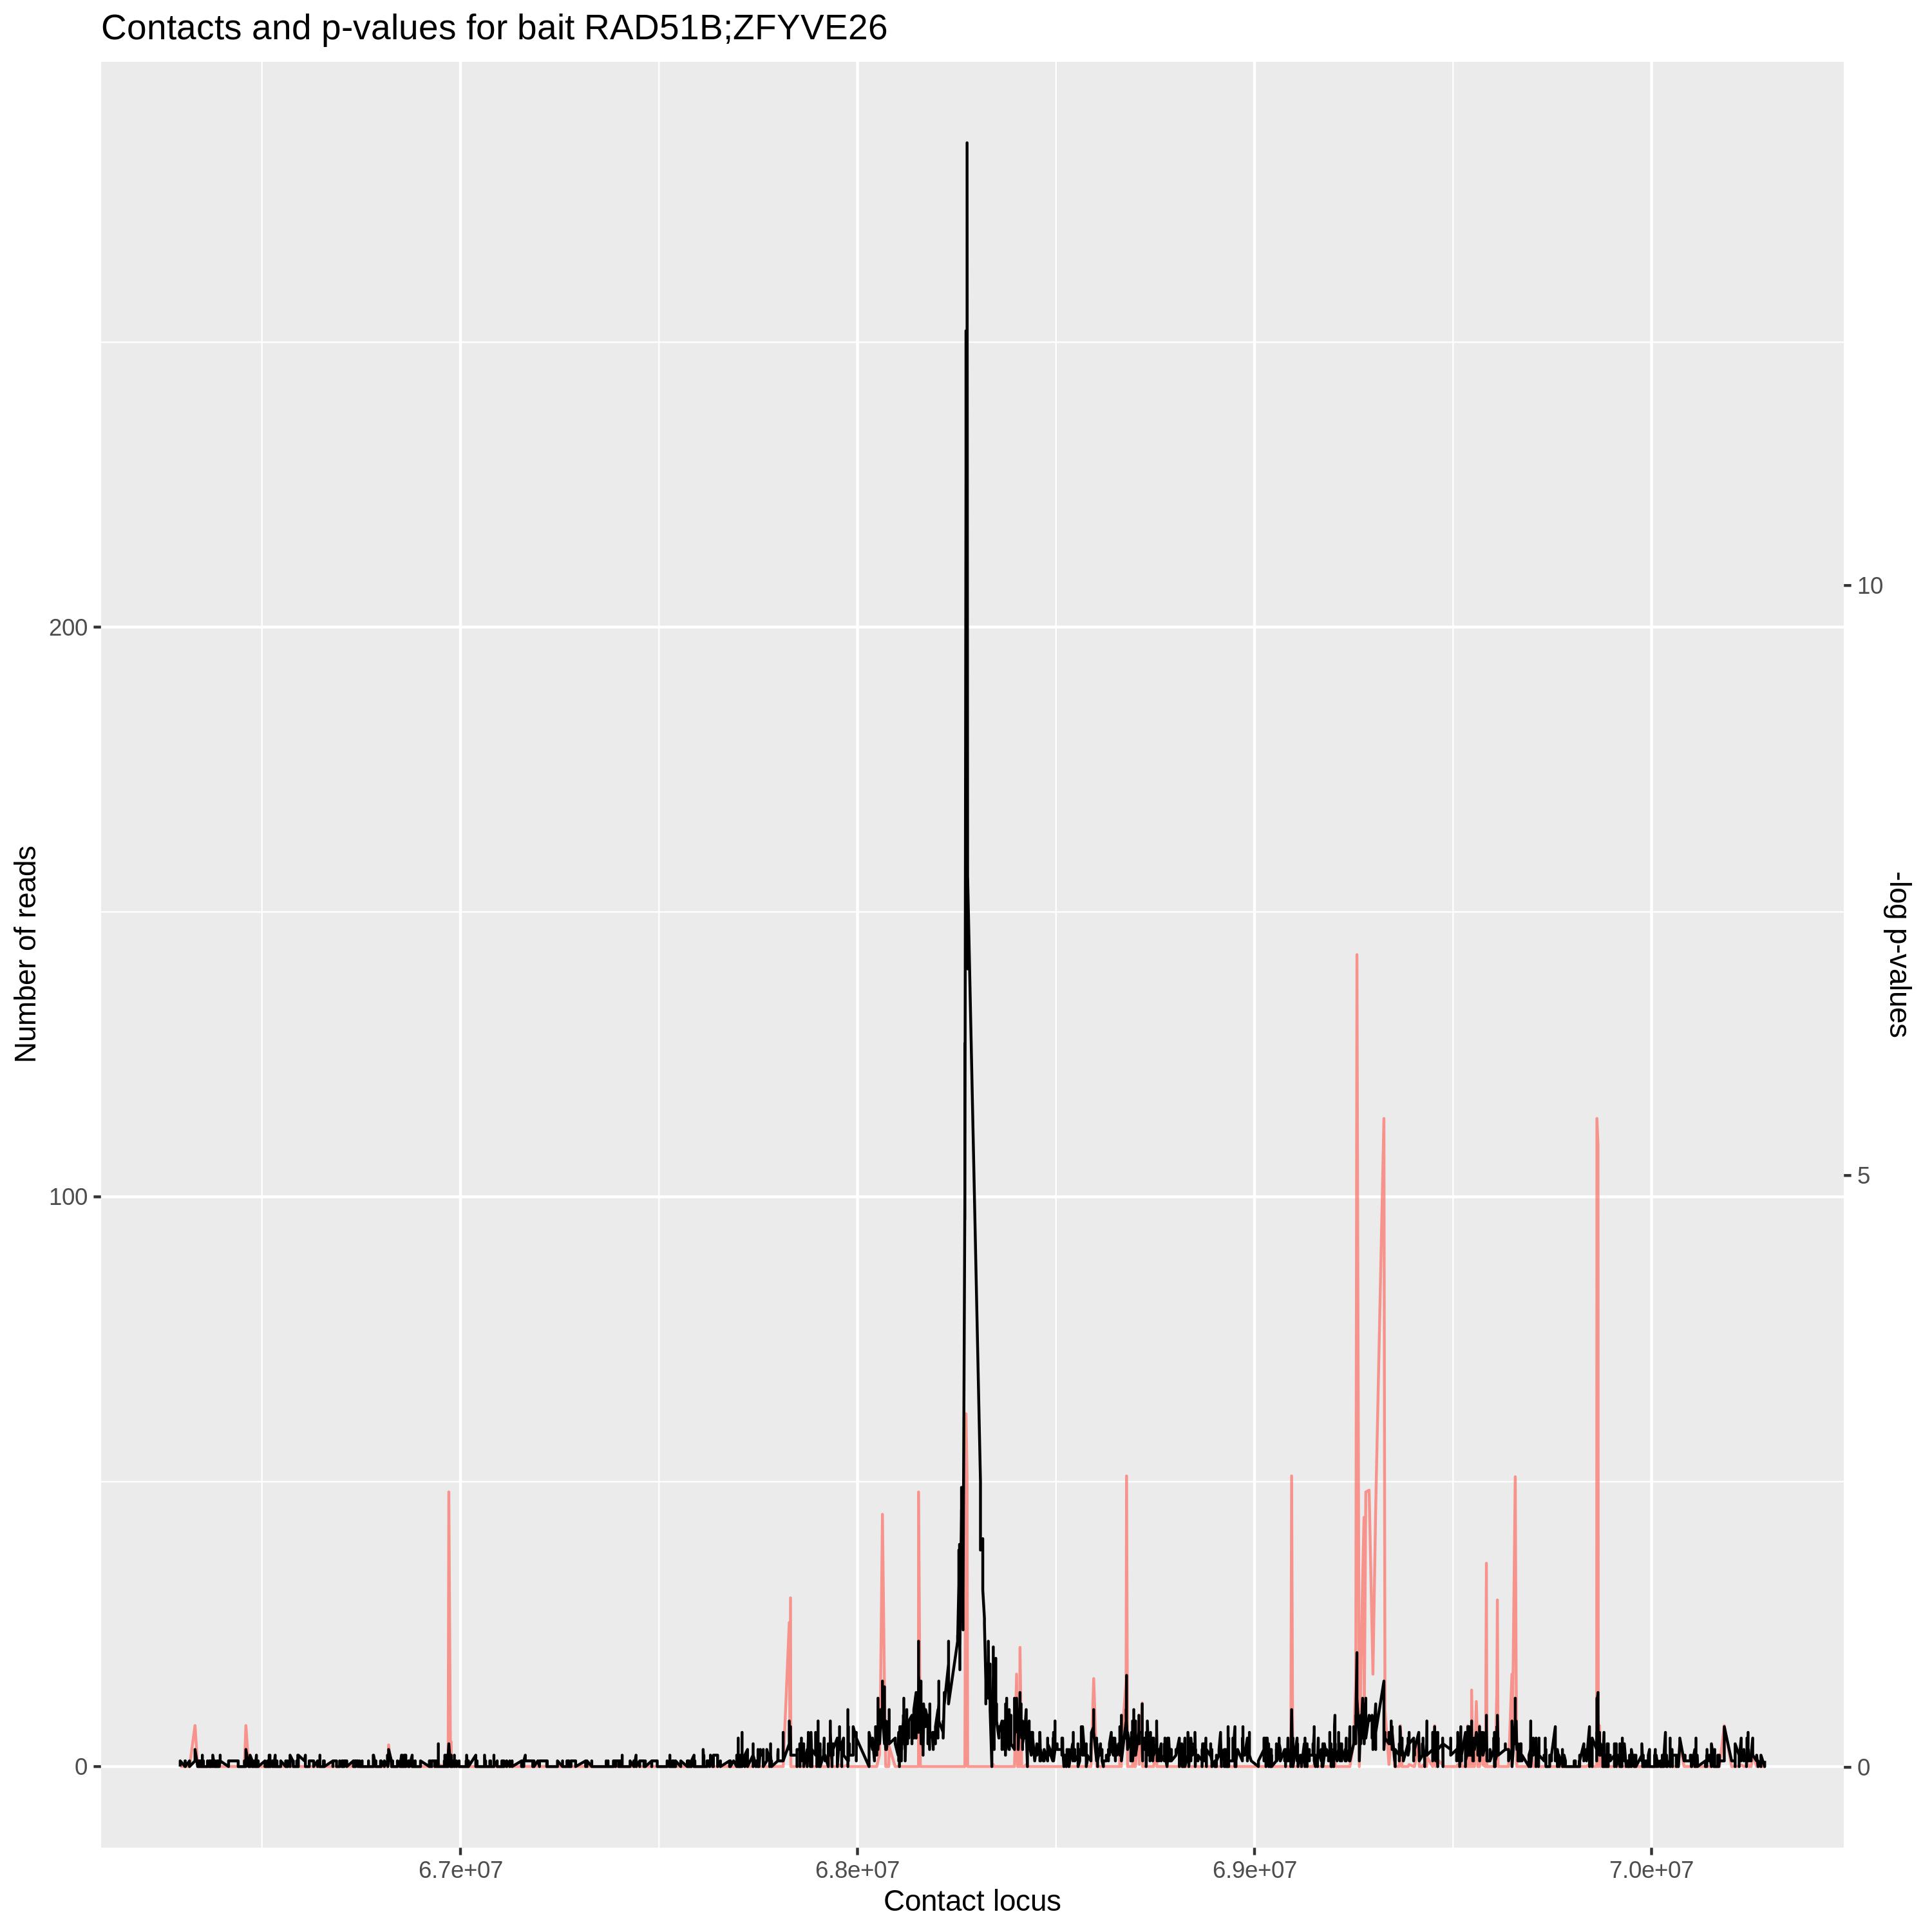 Contacts and p-values for bait RAD51B;ZFYVE26
Number of reads
200
100
0
10
5
0
-log p-values
6.7e+07
6.8e+07
6.9e+07
7.0e+07
Contact locus